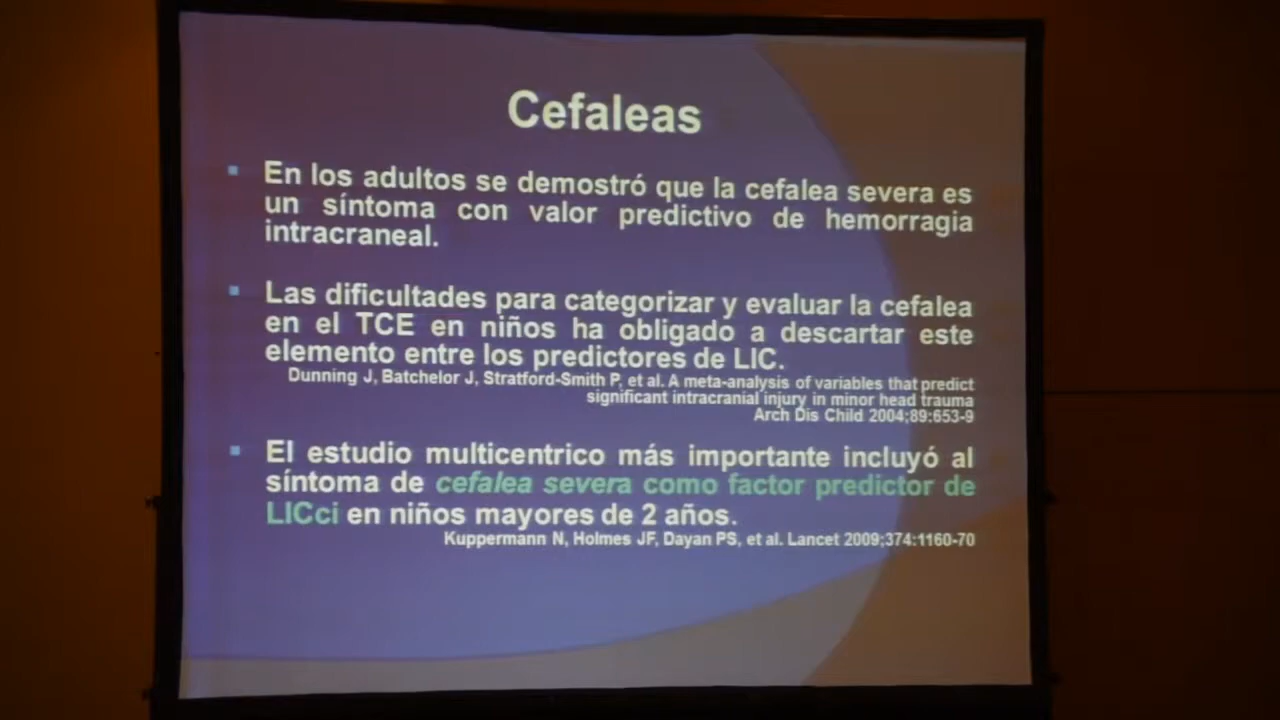 Cefaleas
En los adultos se demostró que la cefalea severa es
un síntoma con valor predictivo de hemorragia
intracraneal.
Las dificultades para categorizar y evaluar la cefalea
en el TCE en niños ha obligado a descartar este
elemento entre los predictores de LIC.
Dunning J, Batchelor J, Stratford-Smith P, et al. A meta-analysis of variables that predict
significant intracranial injury in minor head trauma
Arch Dis Child 2004;89:653-9
El estudio multicentrico más importante incluyó al
síntoma de cefalea severa como factor predictor de
LICci en niños mayores de 2 años.
Kuppermann N, Holmes JF, Dayan PS, et al. Lancet 2009;374:1160-70